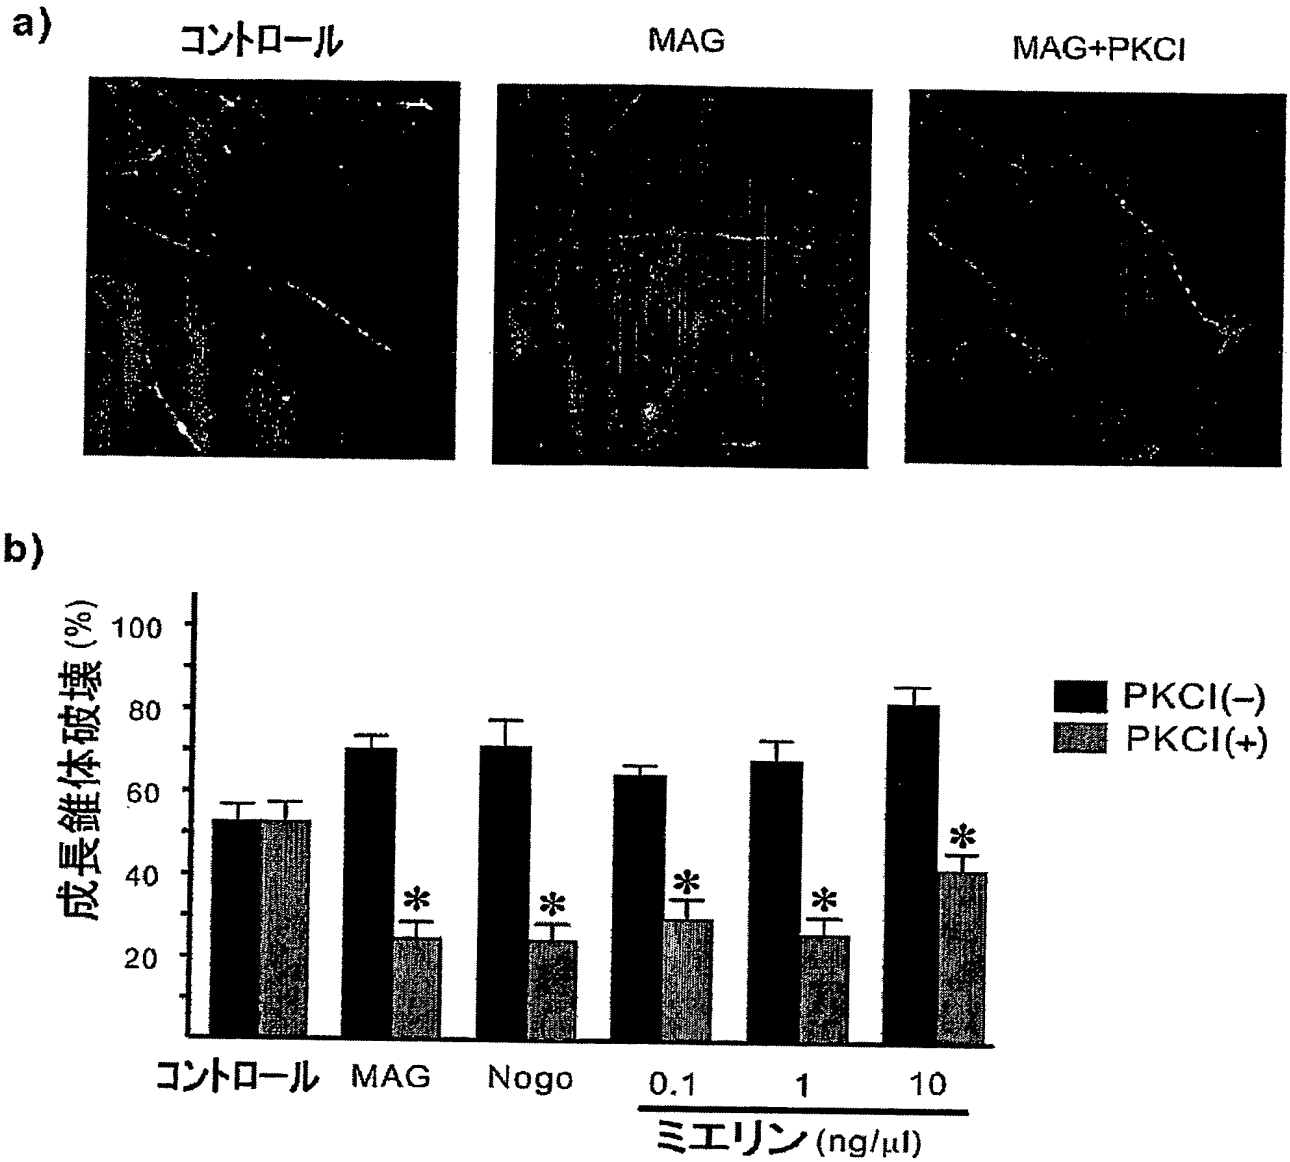 a)
コントロール
MAG
MAG+PKCI
b)
成長錐体破壊(%)
100
80
60
40
20
PKCI(–)
PKCI(+)
* * * * *
コントロール MAG Nogo 0.1 1 10
ミエリン(ng/μl)